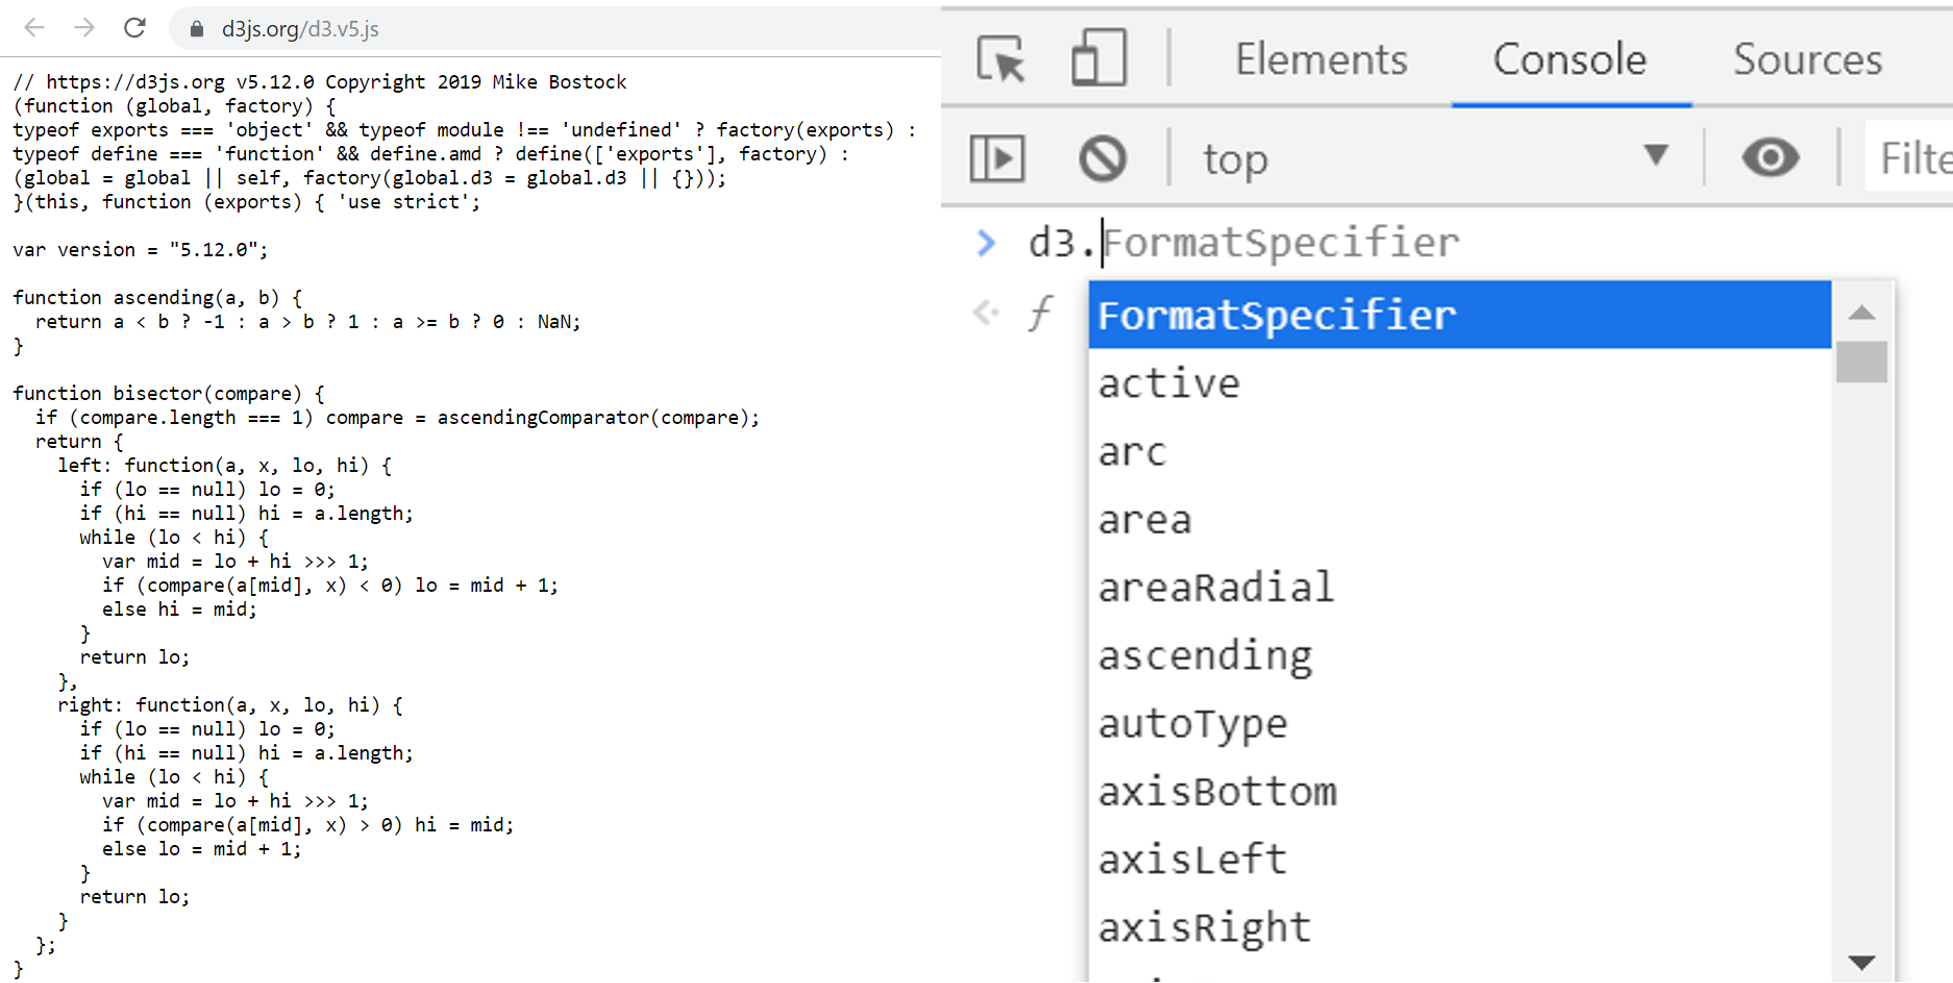 d3js.org/d3.v5.js
// https://d3js.org v5.12.0 Copyright 2019 Mike Bostock
(function (global, factory) {
typeof exports === 'object' && typeof module !== 'undefined' ? factory(exports) :
typeof define === 'function' && define.amd ? define(['exports'], factory) :
(global = global || self, factory(global.d3 = global.d3 || {}));
}(this, function (exports) { 'use strict';
var version = "5.12.0";
function ascending(a, b) {
  return a < b ? -1 : a > b ? 1 : a >= b ? 0 : NaN;
}
function bisector(compare) {
  if (compare.length === 1) compare = ascendingComparator(compare);
  return {
    left: function(a, x, lo, hi) {
      if (lo == null) lo = 0;
      if (hi == null) hi = a.length;
      while (lo < hi) {
        var mid = lo + hi >>> 1;
        if (compare(a[mid], x) < 0) lo = mid + 1;
        else hi = mid;
      }
      return lo;
    },
    right: function(a, x, lo, hi) {
      if (lo == null) lo = 0;
      if (hi == null) hi = a.length;
      while (lo < hi) {
        var mid = lo + hi >>> 1;
        if (compare(a[mid], x) > 0) hi = mid;
        else lo = mid + 1;
      }
      return lo;
    }
  };
}
Elements Console Sources
top Filte
> d3.FormatSpecifier
f FormatSpecifier
active
arc
area
areaRadial
ascending
autoType
axisBottom
axisLeft
axisRight